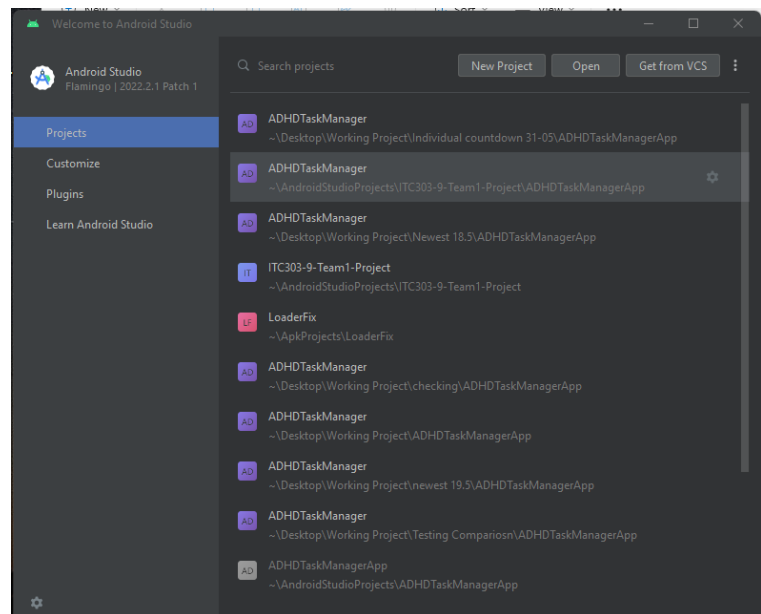 New
Sort
View
Welcome to Android Studio
Android Studio
Flamingo | 2022.2.1 Patch 1
Projects
Customize
Plugins
Learn Android Studio
Search projects
New Project
Open
Get from VCS
AD
ADHDTaskManager
~\Desktop\Working Project\Individual countdown 31-05\ADHDTaskManagerApp
AD
ADHDTaskManager
~\AndroidStudioProjects\ITC303-9-Team1-Project\ADHDTaskManagerApp
AD
ADHDTaskManager
~\Desktop\Working Project\Newest 18.5\ADHDTaskManagerApp
IT
ITC303-9-Team1-Project
~\AndroidStudioProjects\ITC303-9-Team1-Project
LF
LoaderFix
~\ApkProjects\LoaderFix
AD
ADHDTaskManager
~\Desktop\Working Project\checking\ADHDTaskManagerApp
AD
ADHDTaskManager
~\Desktop\Working Project\ADHDTaskManagerApp
AD
ADHDTaskManager
~\Desktop\Working Project\newest 19.5\ADHDTaskManagerApp
AD
ADHDTaskManager
~\Desktop\Working Project\Testing Compariosn\ADHDTaskManagerApp
AD
ADHDTaskManagerApp
~\AndroidStudioProjects\ADHDTaskManagerApp